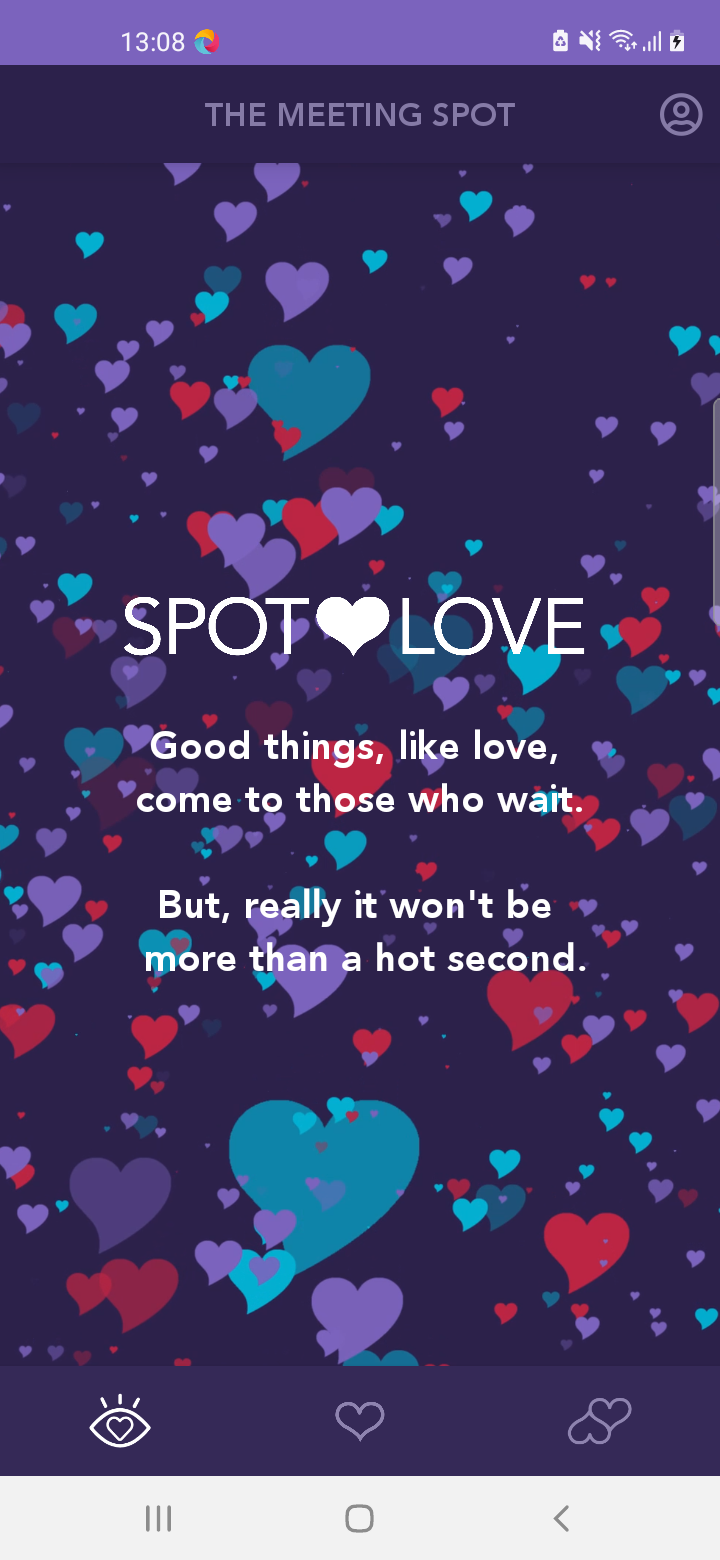 13:08
THE MEETING SPOT
SPOT LOVE
Good things, like love,
come to those who wait.
But, really it won't be
more than a hot second.